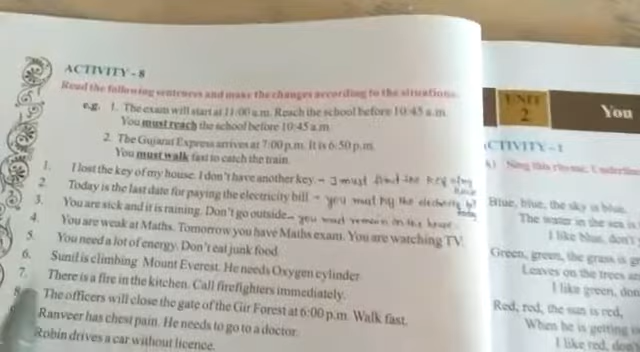 ACTIVITY - 8
Read the following sentences and make the changes according to the situations.
e.g. 1. The exam will start at 11:00 a.m. Reach the school before 10:45 a.m.
You must reach the school before 10:45 a.m.
2. The Gujarat Express arrives at 7:00 p.m. It is 6:50 p.m.
You must walk fast to catch the train.
1. I lost the key of my house. I don't have another key. - I must find the key of my house
2. Today is the last date for paying the electricity bill - you must pay the electricity bill today
3. You are sick and it is raining. Don't go outside - you must remain in the house
4. You are weak at Maths. Tomorrow you have Maths exam. You are watching TV.
5. You need a lot of energy. Don't eat junk food.
6. Sunil is climbing Mount Everest. He needs Oxygen cylinder.
7. There is a fire in the kitchen. Call firefighters immediately.
8. The officers will close the gate of the Gir Forest at 6:00 p.m. Walk fast.
Ranveer has chest pain. He needs to go to a doctor.
Robin drives a car without licence.
UNIT
2
You
CTIVITY - 1
Sing this rhyme. Underline
Blue, blue, the sky is blue.
The water in the sea is
I like blue, don't
Green, green, the grass is
Leaves on the trees
I like green, don
Red, red, the sun is red,
When he is getting
I like red, don't